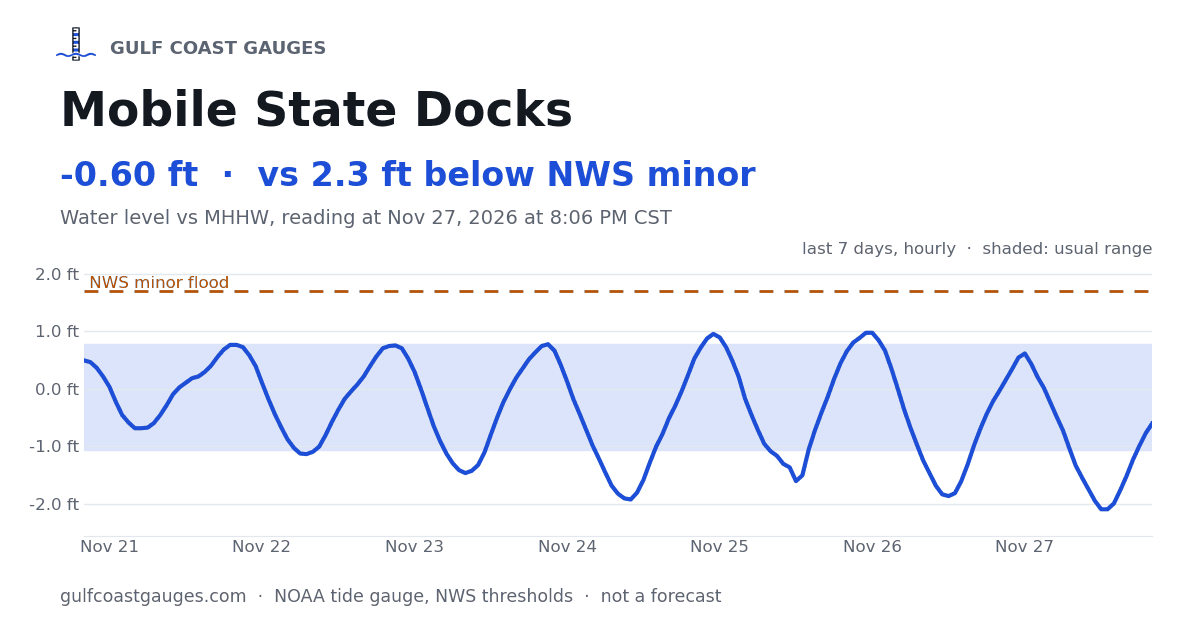 GULF COAST GAUGES
Mobile State Docks
-0.60 ft · vs 2.3 ft below NWS minor
Water level vs MHHW, reading at Nov 27, 2026 at 8:06 PM CST
last 7 days, hourly · shaded: usual range
2.0 ft
NWS minor flood
1.0 ft
0.0 ft
-1.0 ft
-2.0 ft
Nov 21 Nov 22 Nov 23 Nov 24 Nov 25 Nov 26 Nov 27
gulfcoastgauges.com · NOAA tide gauge, NWS thresholds · not a forecast